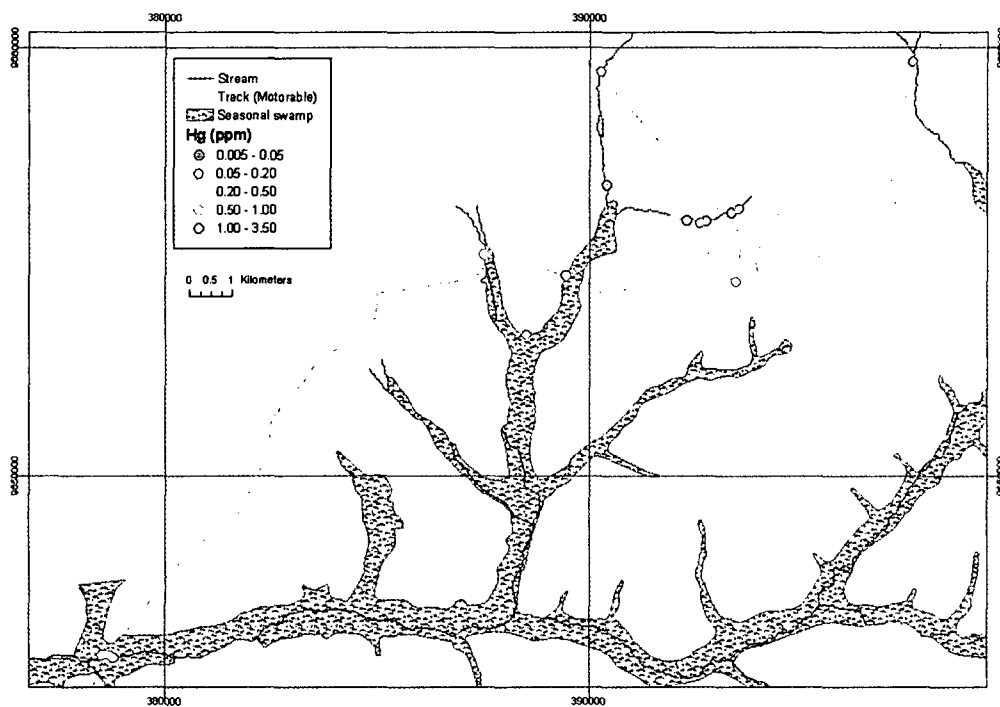 380000
390000
Stream
Track (Motorable)
Seasonal swamp
Hg (ppm)
0.005 - 0.05
0.05 - 0.20
0.20 - 0.50
0.50 - 1.00
1.00 - 3.50
0 0.5 1 Kilometers
380000
390000